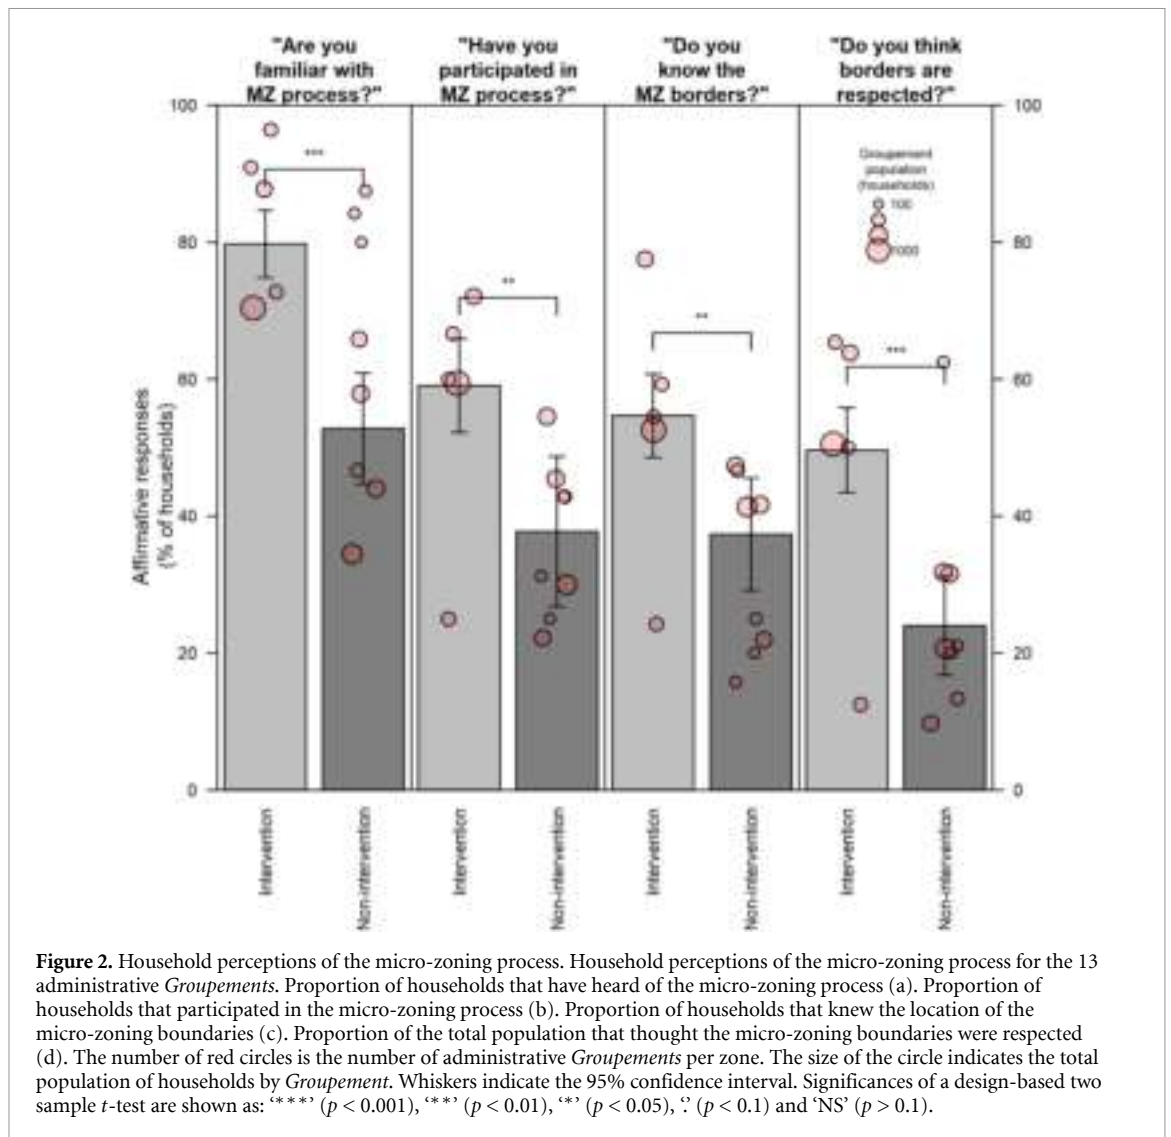 "Are you
familiar with
MZ process?"
"Have you
participated in
MZ process?"
"Do you
know the
MZ borders?"
"Do you think
borders are
respected?"
100
80
60
40
20
0
100
80
60
40
20
0
Affirmative responses
(% of households)
***
**
**
***
Groupement
population
(households)
100
1000
Intervention
Non-intervention
Intervention
Non-intervention
Intervention
Non-intervention
Intervention
Non-intervention
Figure 2. Household perceptions of the micro-zoning process. Household perceptions of the micro-zoning process for the 13
administrative Groupements. Proportion of households that have heard of the micro-zoning process (a). Proportion of
households that participated in the micro-zoning process (b). Proportion of households that knew the location of the
micro-zoning boundaries (c). Proportion of the total population that thought the micro-zoning boundaries were respected
(d). The number of red circles is the number of administrative Groupements per zone. The size of the circle indicates the total
population of households by Groupement. Whiskers indicate the 95% confidence interval. Significances of a design-based two
sample t-test are shown as: ‘***’ (p < 0.001), ‘**’ (p < 0.01), ‘*’ (p < 0.05), ‘.’ (p < 0.1) and ‘NS’ (p > 0.1).